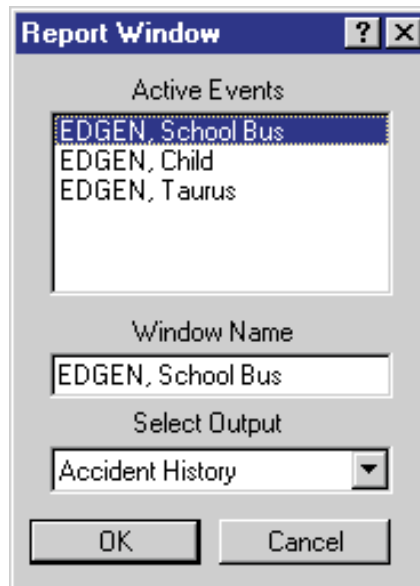 Report Window ? ×
Active Events
EDGEN, School Bus
EDGEN, Child
EDGEN, Taurus
Window Name
EDGEN, School Bus
Select Output
Accident History
OK Cancel